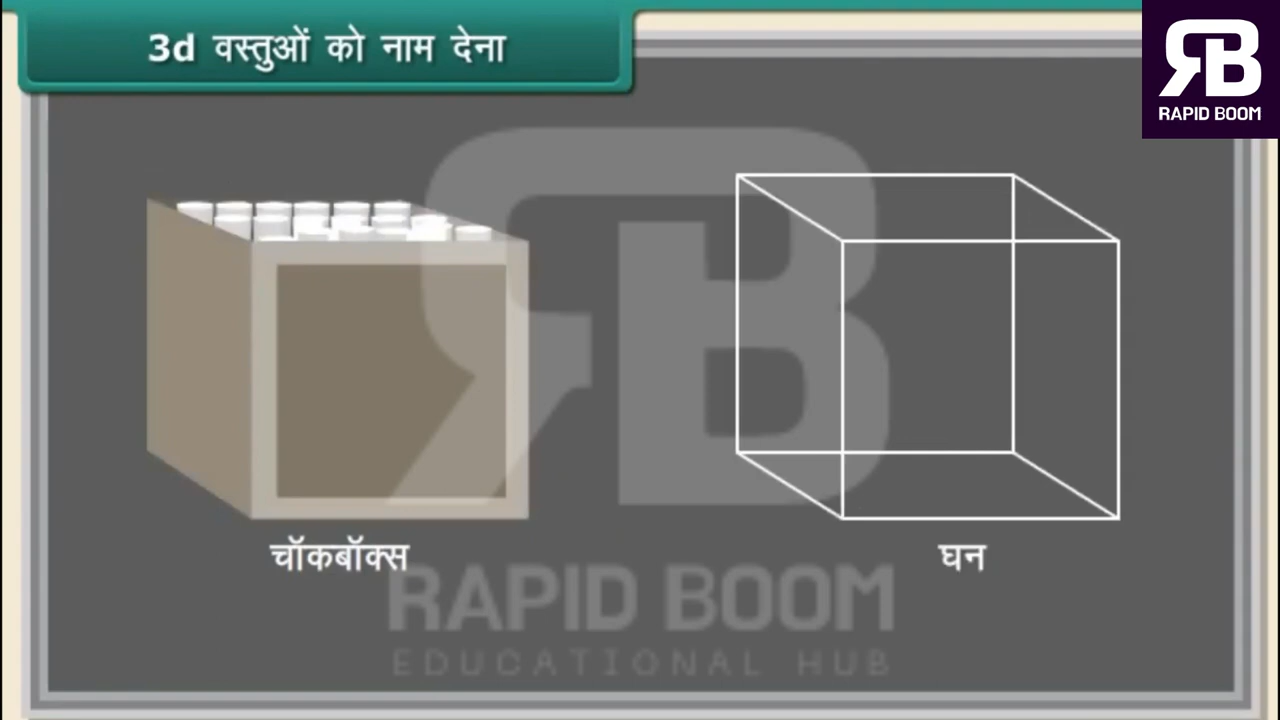 3d वस्तुओं को नाम देना
RB
RAPID BOOM
चॉकबॉक्स
घन
RAPID BOOM
EDUCATIONAL HUB